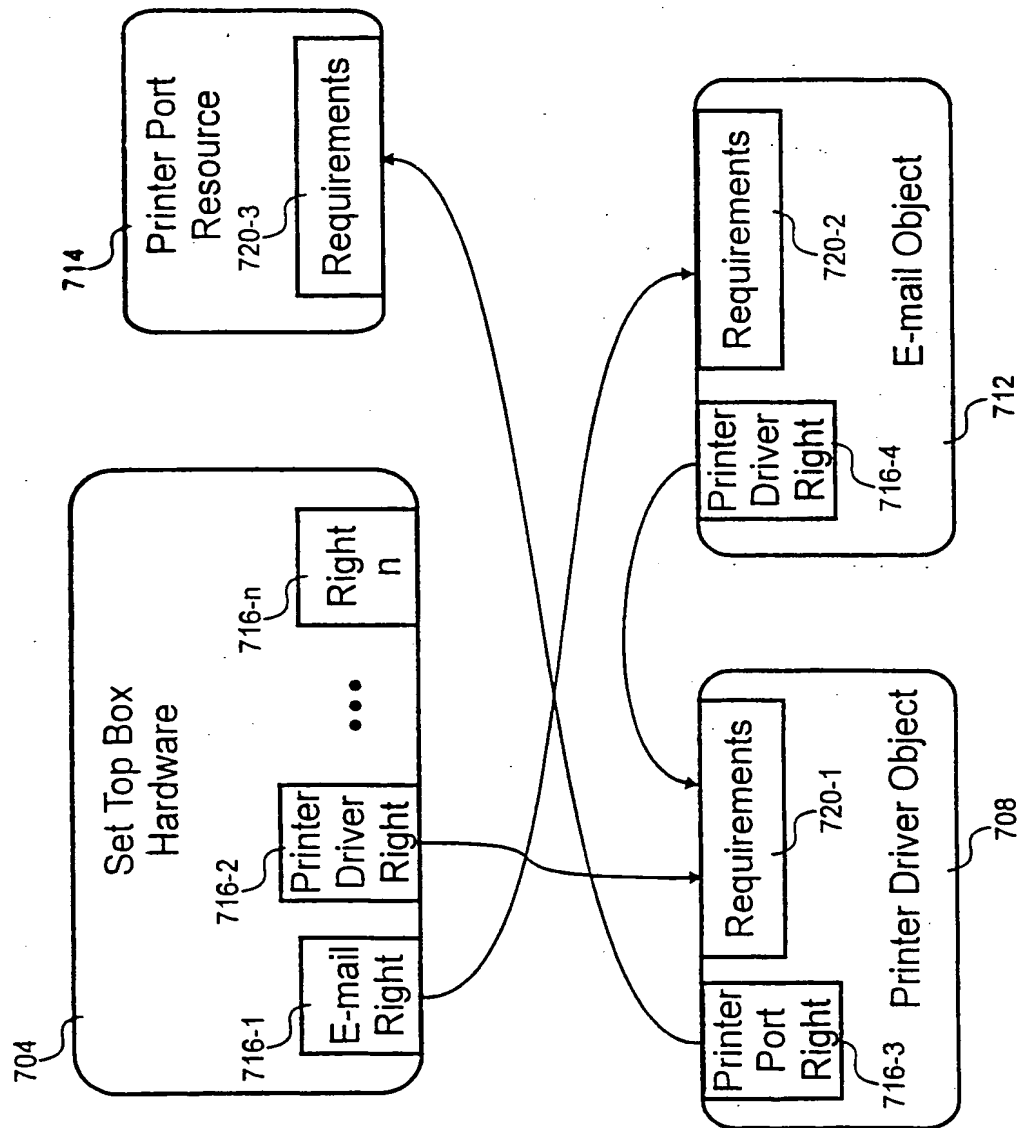 704
Set Top Box
Hardware
716-1
E-mail
Right
716-2
Printer
Driver
Right
•••
716-n
Right
n
714
Printer Port
Resource
720-3
Requirements
Printer
Port
Right
716-3
Requirements
720-1
Printer Driver Object
708
Printer
Driver
Right
716-4
Requirements
720-2
E-mail Object
712